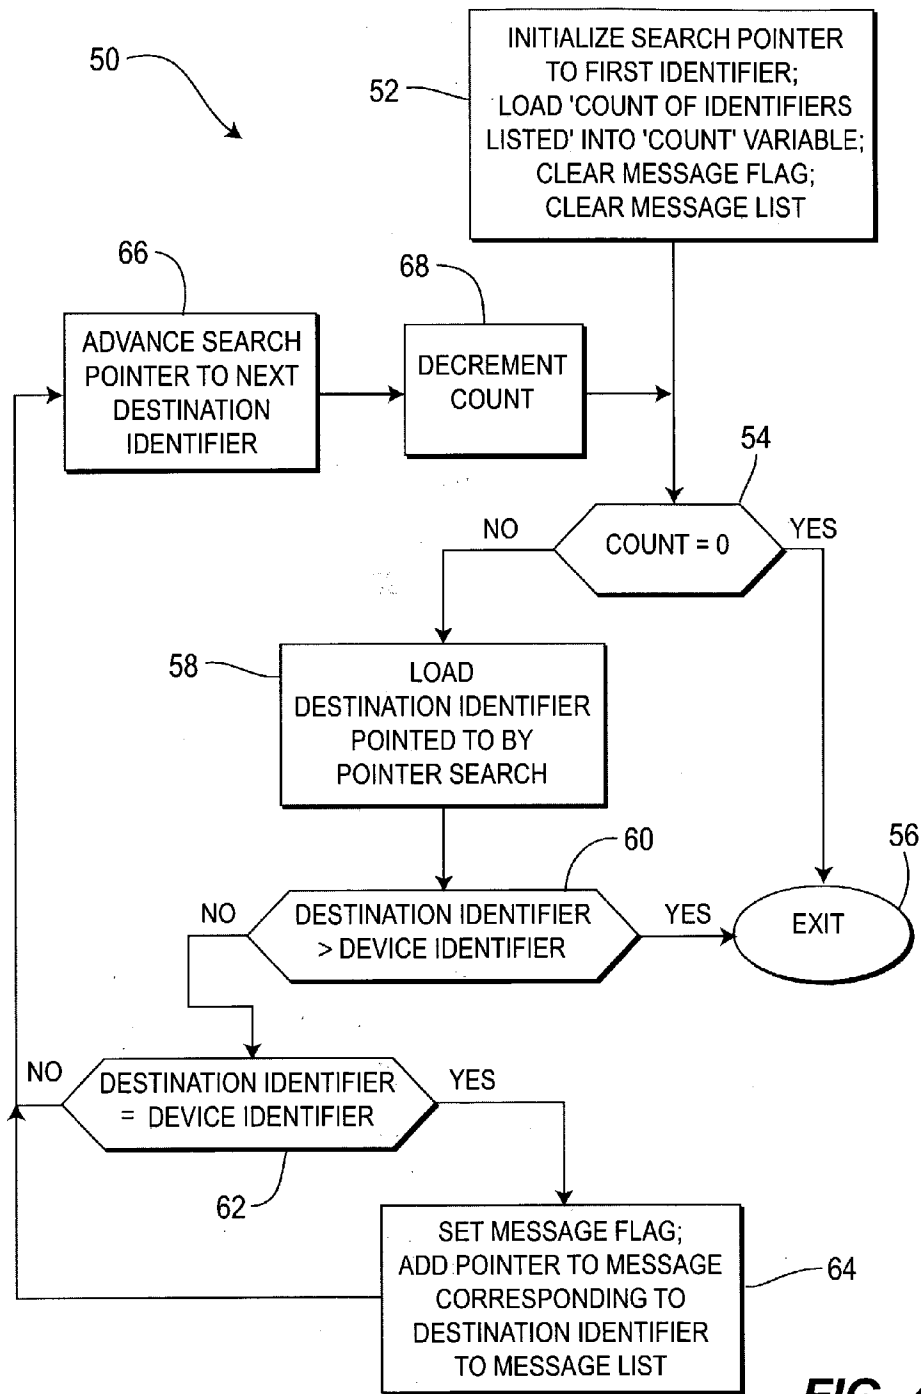 50
52
INITIALIZE SEARCH POINTER
TO FIRST IDENTIFIER;
LOAD 'COUNT OF IDENTIFIERS
LISTED' INTO 'COUNT' VARIABLE;
CLEAR MESSAGE FLAG;
CLEAR MESSAGE LIST
66
ADVANCE SEARCH
POINTER TO NEXT
DESTINATION
IDENTIFIER
68
DECREMENT
COUNT
54
NO
COUNT = 0
YES
58
LOAD
DESTINATION IDENTIFIER
POINTED TO BY
POINTER SEARCH
60
NO
DESTINATION IDENTIFIER
> DEVICE IDENTIFIER
YES
56
EXIT
NO
DESTINATION IDENTIFIER
= DEVICE IDENTIFIER
YES
62
SET MESSAGE FLAG;
ADD POINTER TO MESSAGE
CORRESPONDING TO
DESTINATION IDENTIFIER
TO MESSAGE LIST
64
FIG.